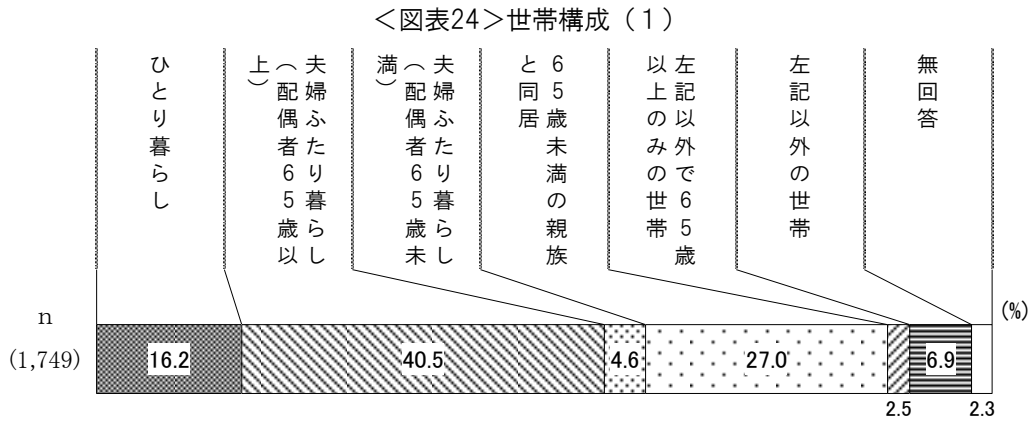 ＜図表24＞世帯構成（１）
ひとり暮らし
夫婦ふたり暮らし
（配偶者６５歳以
上）
夫婦ふたり暮らし
（配偶者６５歳未
満）
６５歳未満の親族
と同居
左記以外で６５歳
以上のみの世帯
左記以外の世帯
無回答
(%)
n
(1,749)
16.2
40.5
4.6
27.0
2.5
6.9
2.3